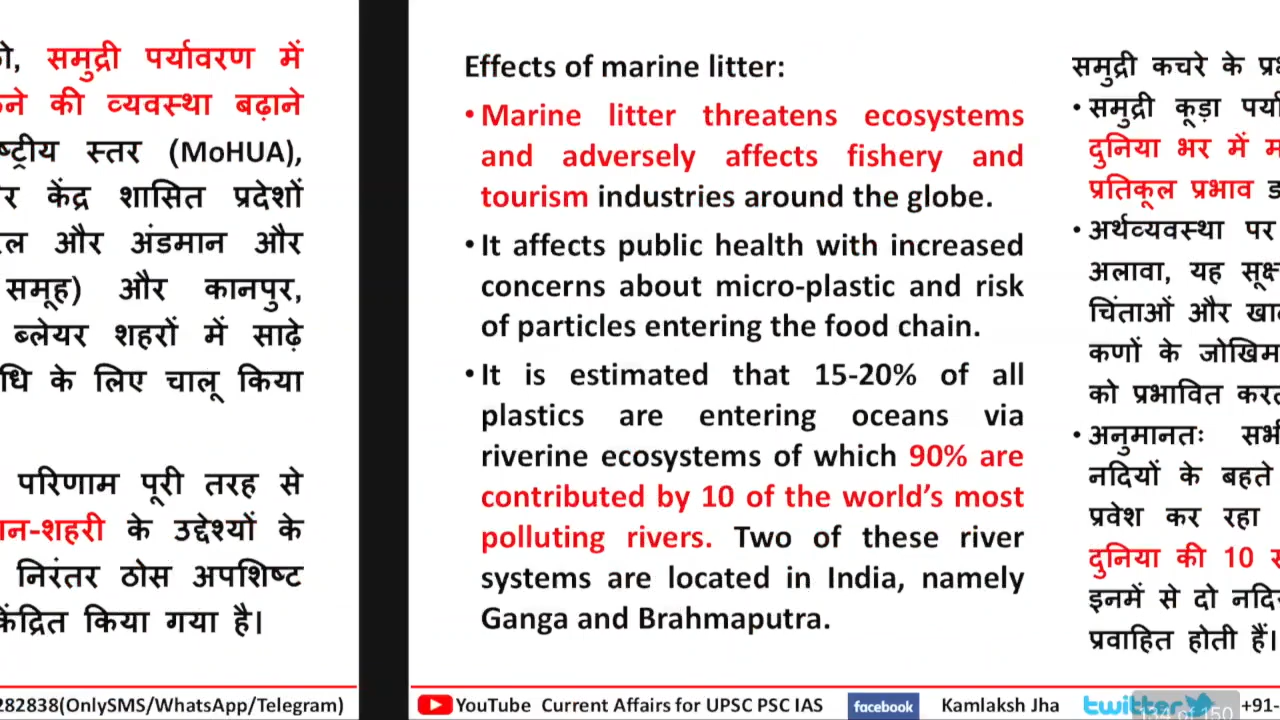 को, समुद्री पर्यावरण में
की व्यवस्था बढ़ाने
स्तर (MoHUA),
केंद्र शासित प्रदेशों
और अंडमान और
समूह) और कानपुर,
ब्लेयर शहरों में साढ़े
के लिए चालू किया
परिणाम पूरी तरह से
के उद्देश्यों के
निरंतर ठोस अपशिष्ट
किया गया है।
282838(OnlySMS/WhatsApp/Telegram)
Effects of marine litter:
•Marine litter threatens ecosystems
and adversely affects fishery and
tourism industries around the globe.
•It affects public health with increased
concerns about micro-plastic and risk
of particles entering the food chain.
•It is estimated that 15-20% of all
plastics are entering oceans via
riverine ecosystems of which 90% are
contributed by 10 of the world's most
polluting rivers. Two of these river
systems are located in India, namely
Ganga and Brahmaputra.
YouTube Current Affairs for UPSC PSC IAS facebook Kamlaksh Jha twitter +91-
134 of 150
समुद्री कचरे के
•समुद्री कूड़ा
दुनिया भर में
प्रतिकूल प्रभाव
•अर्थव्यवस्था पर
अलावा, यह
चिंताओं और
कणों के जोखिम
को प्रभावित
•अनुमानतः
नदियों के बहते
प्रवेश कर रहा
दुनिया की 10
इनमें से दो
प्रवाहित होती हैं।